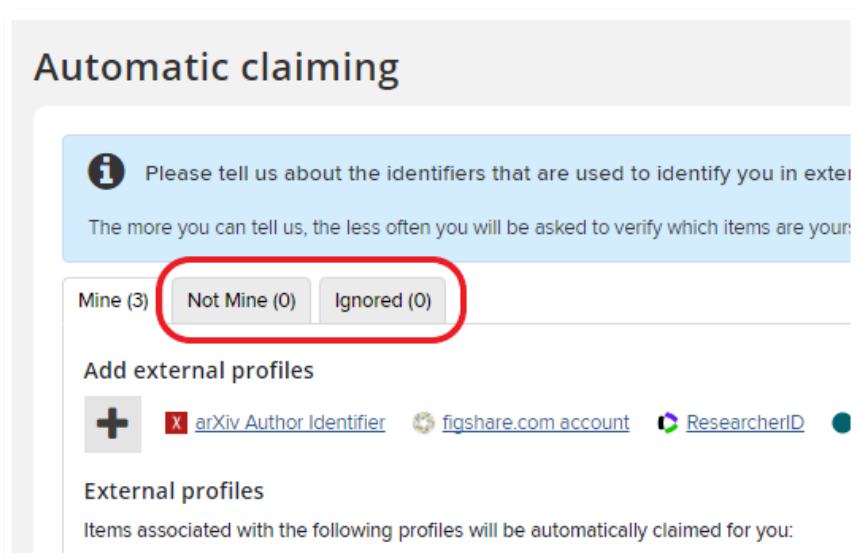 Automatic claiming
Please tell us about the identifiers that are used to identify you in exter
The more you can tell us, the less often you will be asked to verify which items are yours
Mine (3) Not Mine (0) Ignored (0)
Add external profiles
arXiv Author Identifier figshare.com account ResearcherID
External profiles
Items associated with the following profiles will be automatically claimed for you: